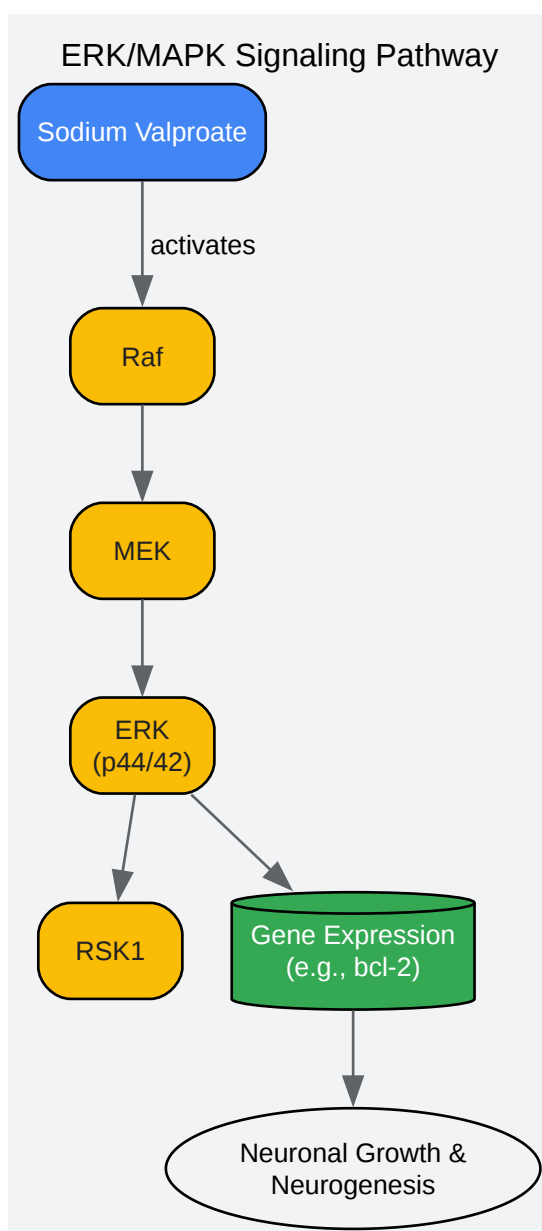 ERK/MAPK Signaling Pathway
Sodium Valproate
activates
Raf
MEK
ERK
(p44/42)
RSK1
Gene Expression
(e.g., bcl-2)
Neuronal Growth &
Neurogenesis